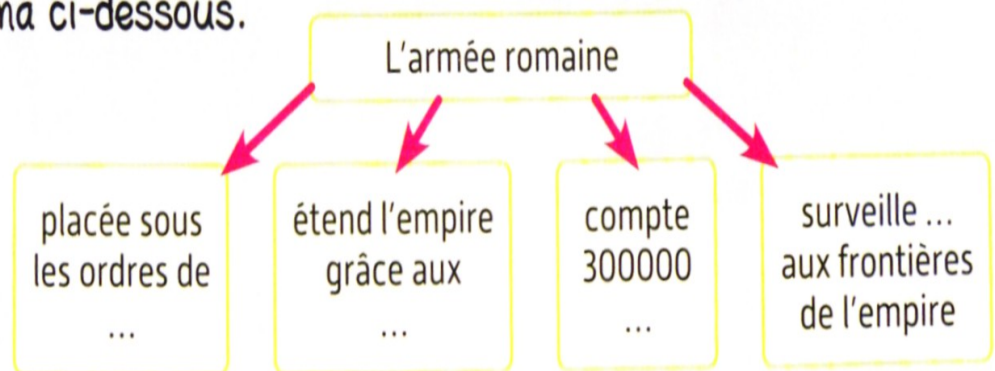 ci-dessous.
L'armée romaine
placée sous
les ordres de
...
étend l'empire
grâce aux
...
compte
300000
...
surveille ...
aux frontières
de l'empire